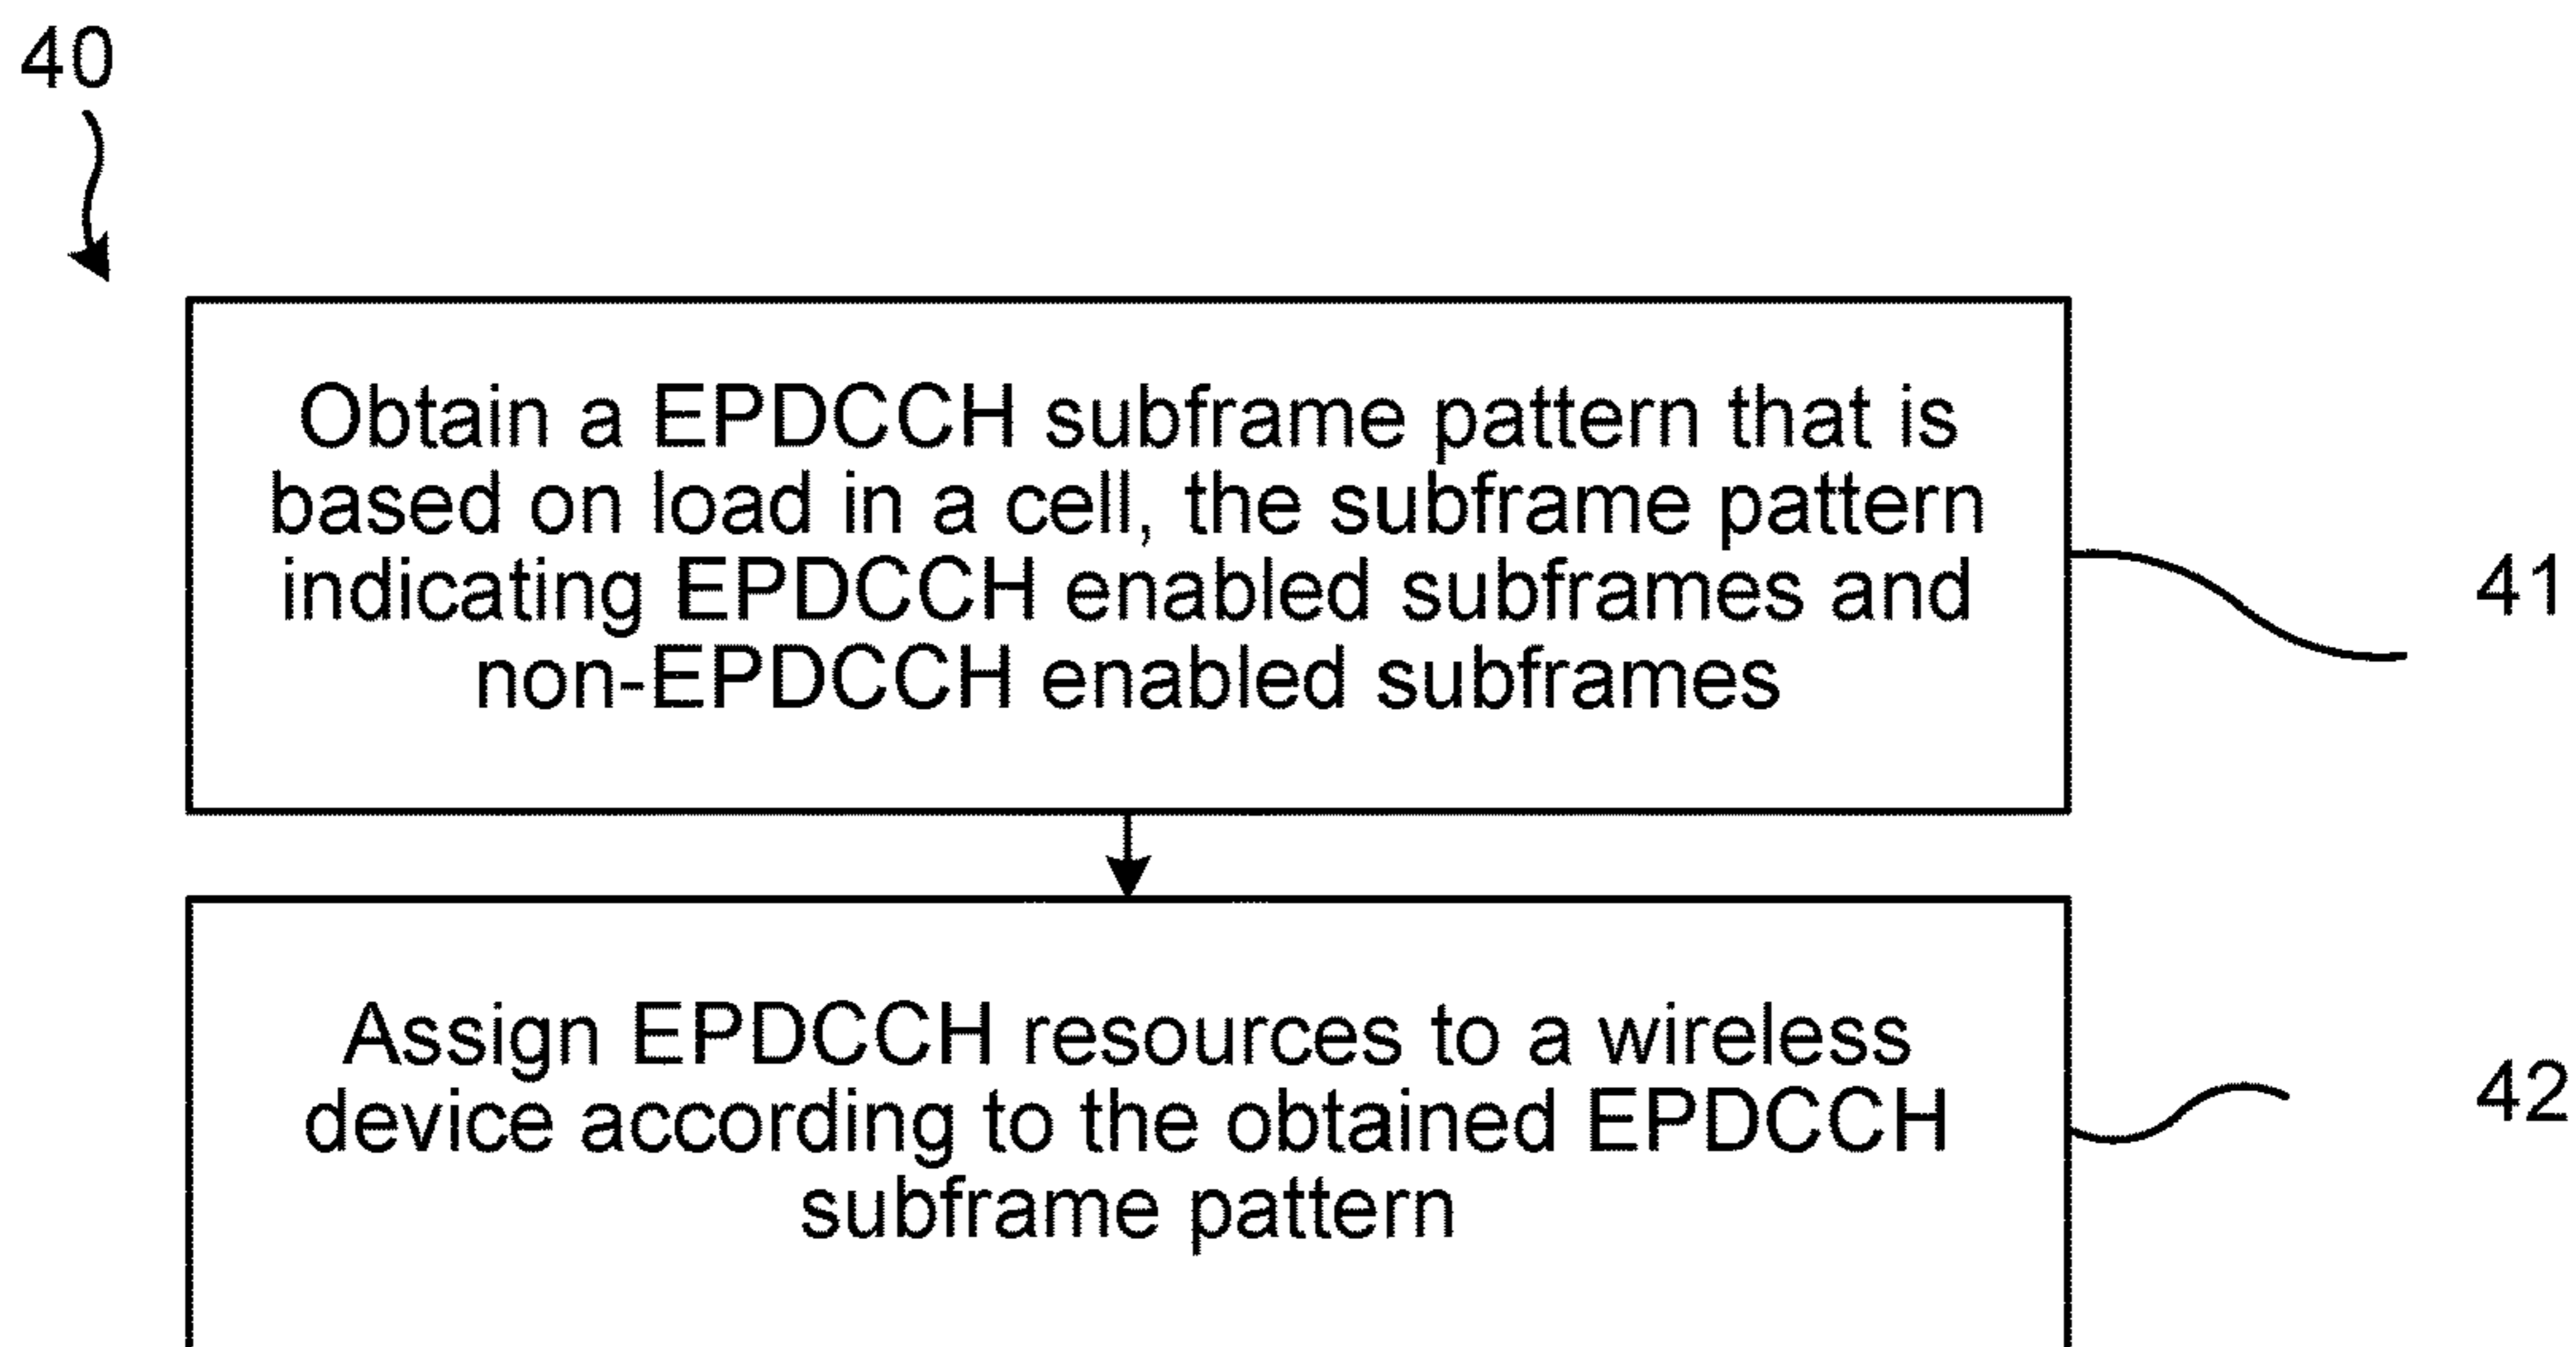 40
Obtain a EPDCCH subframe pattern that is
based on load in a cell, the subframe pattern
indicating EPDCCH enabled subframes and
non-EPDCCH enabled subframes
41
Assign EPDCCH resources to a wireless
device according to the obtained EPDCCH
subframe pattern
42